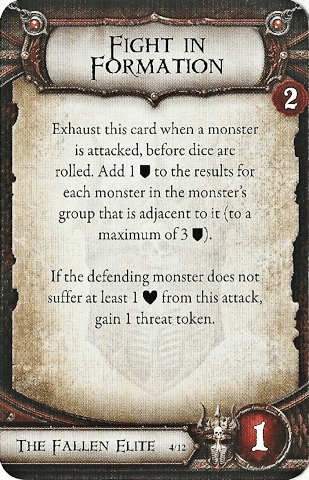 FIGHT IN
FORMATION
2
Exhaust this card when a monster
is attacked, before dice are
rolled. Add 1 to the results for
each monster in the monster's
group that is adjacent to it (to a
maximum of 3 ).
If the defending monster does not
suffer at least 1 from this attack,
gain 1 threat token.
THE FALLEN ELITE 4/12
1